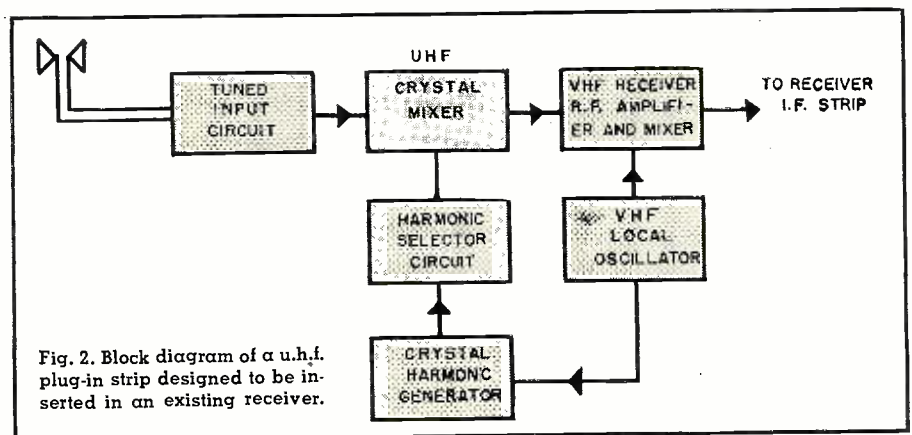 UHF
TUNED
INPUT
CIRCUIT
CRYSTAL
MIXER
VHF RECEIVER
R.F. AMPLIFI-
ER AND MIXER
TO RECEIVER
I.F. STRIP
HARMONIC
SELECTOR
CIRCUIT
VHF
LOCAL
OSCILLATOR
CRYSTAL
HARMONIC
GENERATOR
Fig. 2. Block diagram of a u.h.f.
plug-in strip designed to be in-
serted in an existing receiver.